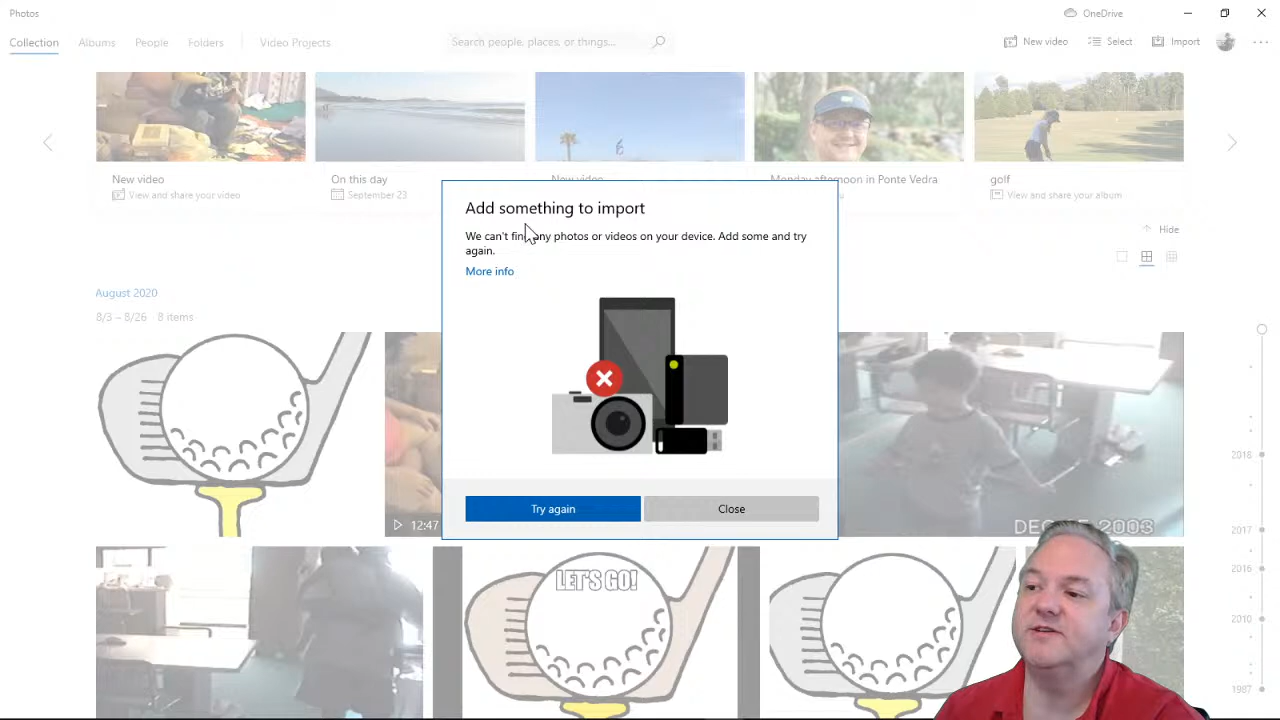 Photos
OneDrive
Collection
Albums
People
Folders
Video Projects
Search people, places, or things....
New video
Select
Import
New video
View and share your video
On this day
September 23
New video
Monday afternoon in Ponte Vedra
golf
View and share your album
Hide
Add something to import
We can't find any photos or videos on your device. Add some and try
again.
More info
Try again
Close
August 2020
8/3 – 8/26 · 8 items
12:47
2003
LET'S GO!
2018
2017
2016
2010
1987